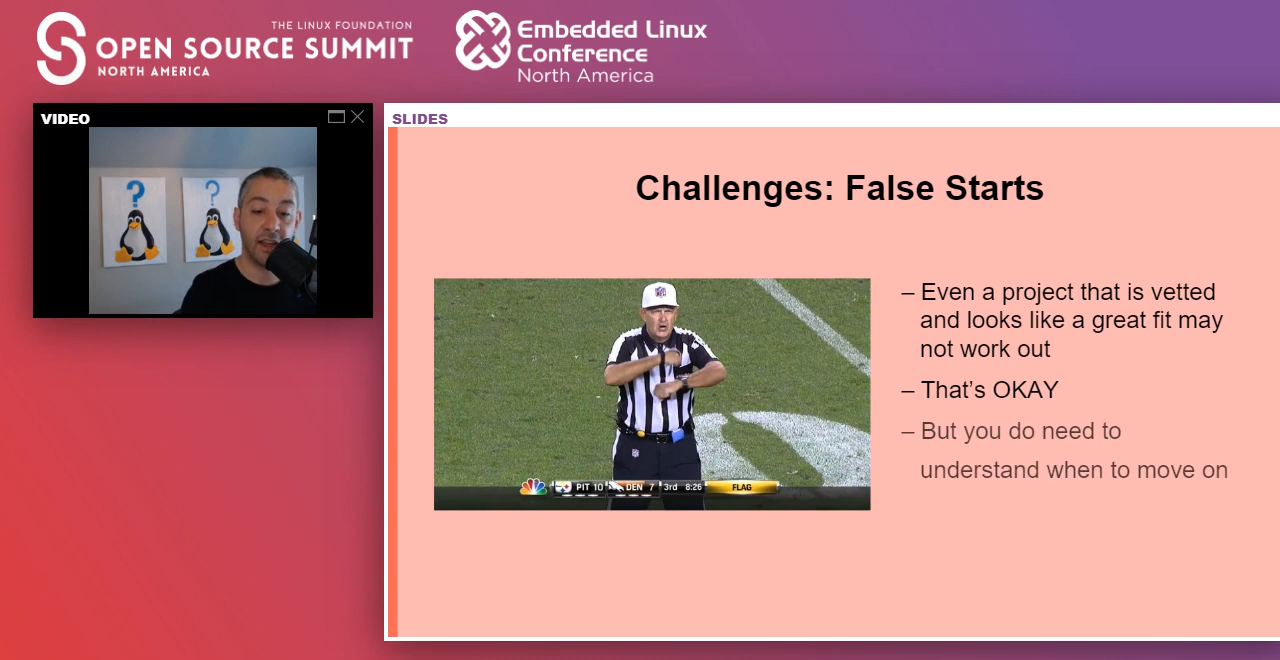 THE LINUX FOUNDATION
OPEN SOURCE SUMMIT
NORTH AMERICA
Embedded Linux
Conference
North America
VIDEO
SLIDES
?
?
Challenges: False Starts
– Even a project that is vetted
and looks like a great fit may
not work out
– That’s OKAY
– But you do need to
understand when to move on
PIT 10 DEN 7 3rd 8:26 FLAG